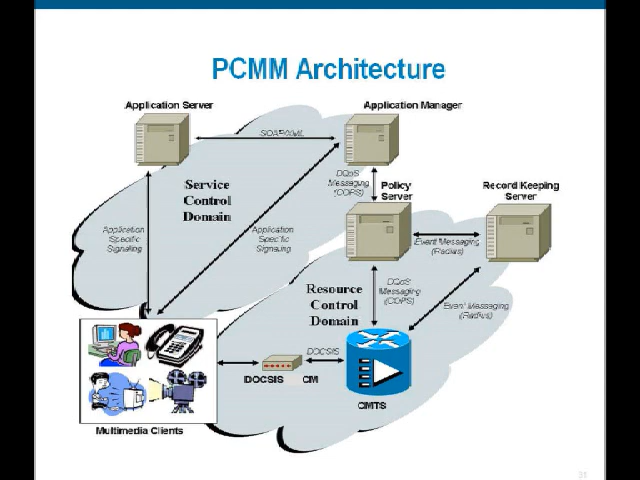 PCMM Architecture
Application Server
Application Manager
SOAP/XML
DQoS
Messaging
(COPS)
Service
Control
Domain
Policy
Server
Record Keeping
Server
Application
Specific
Signaling
Application
Specific
Signaling
Event Messaging
(Radius)
Resource
Control
Domain
DQoS
Messaging
(COPS)
Event Messaging
(Radius)
DOCSIS
DOCSIS CM
CMTS
Multimedia Clients